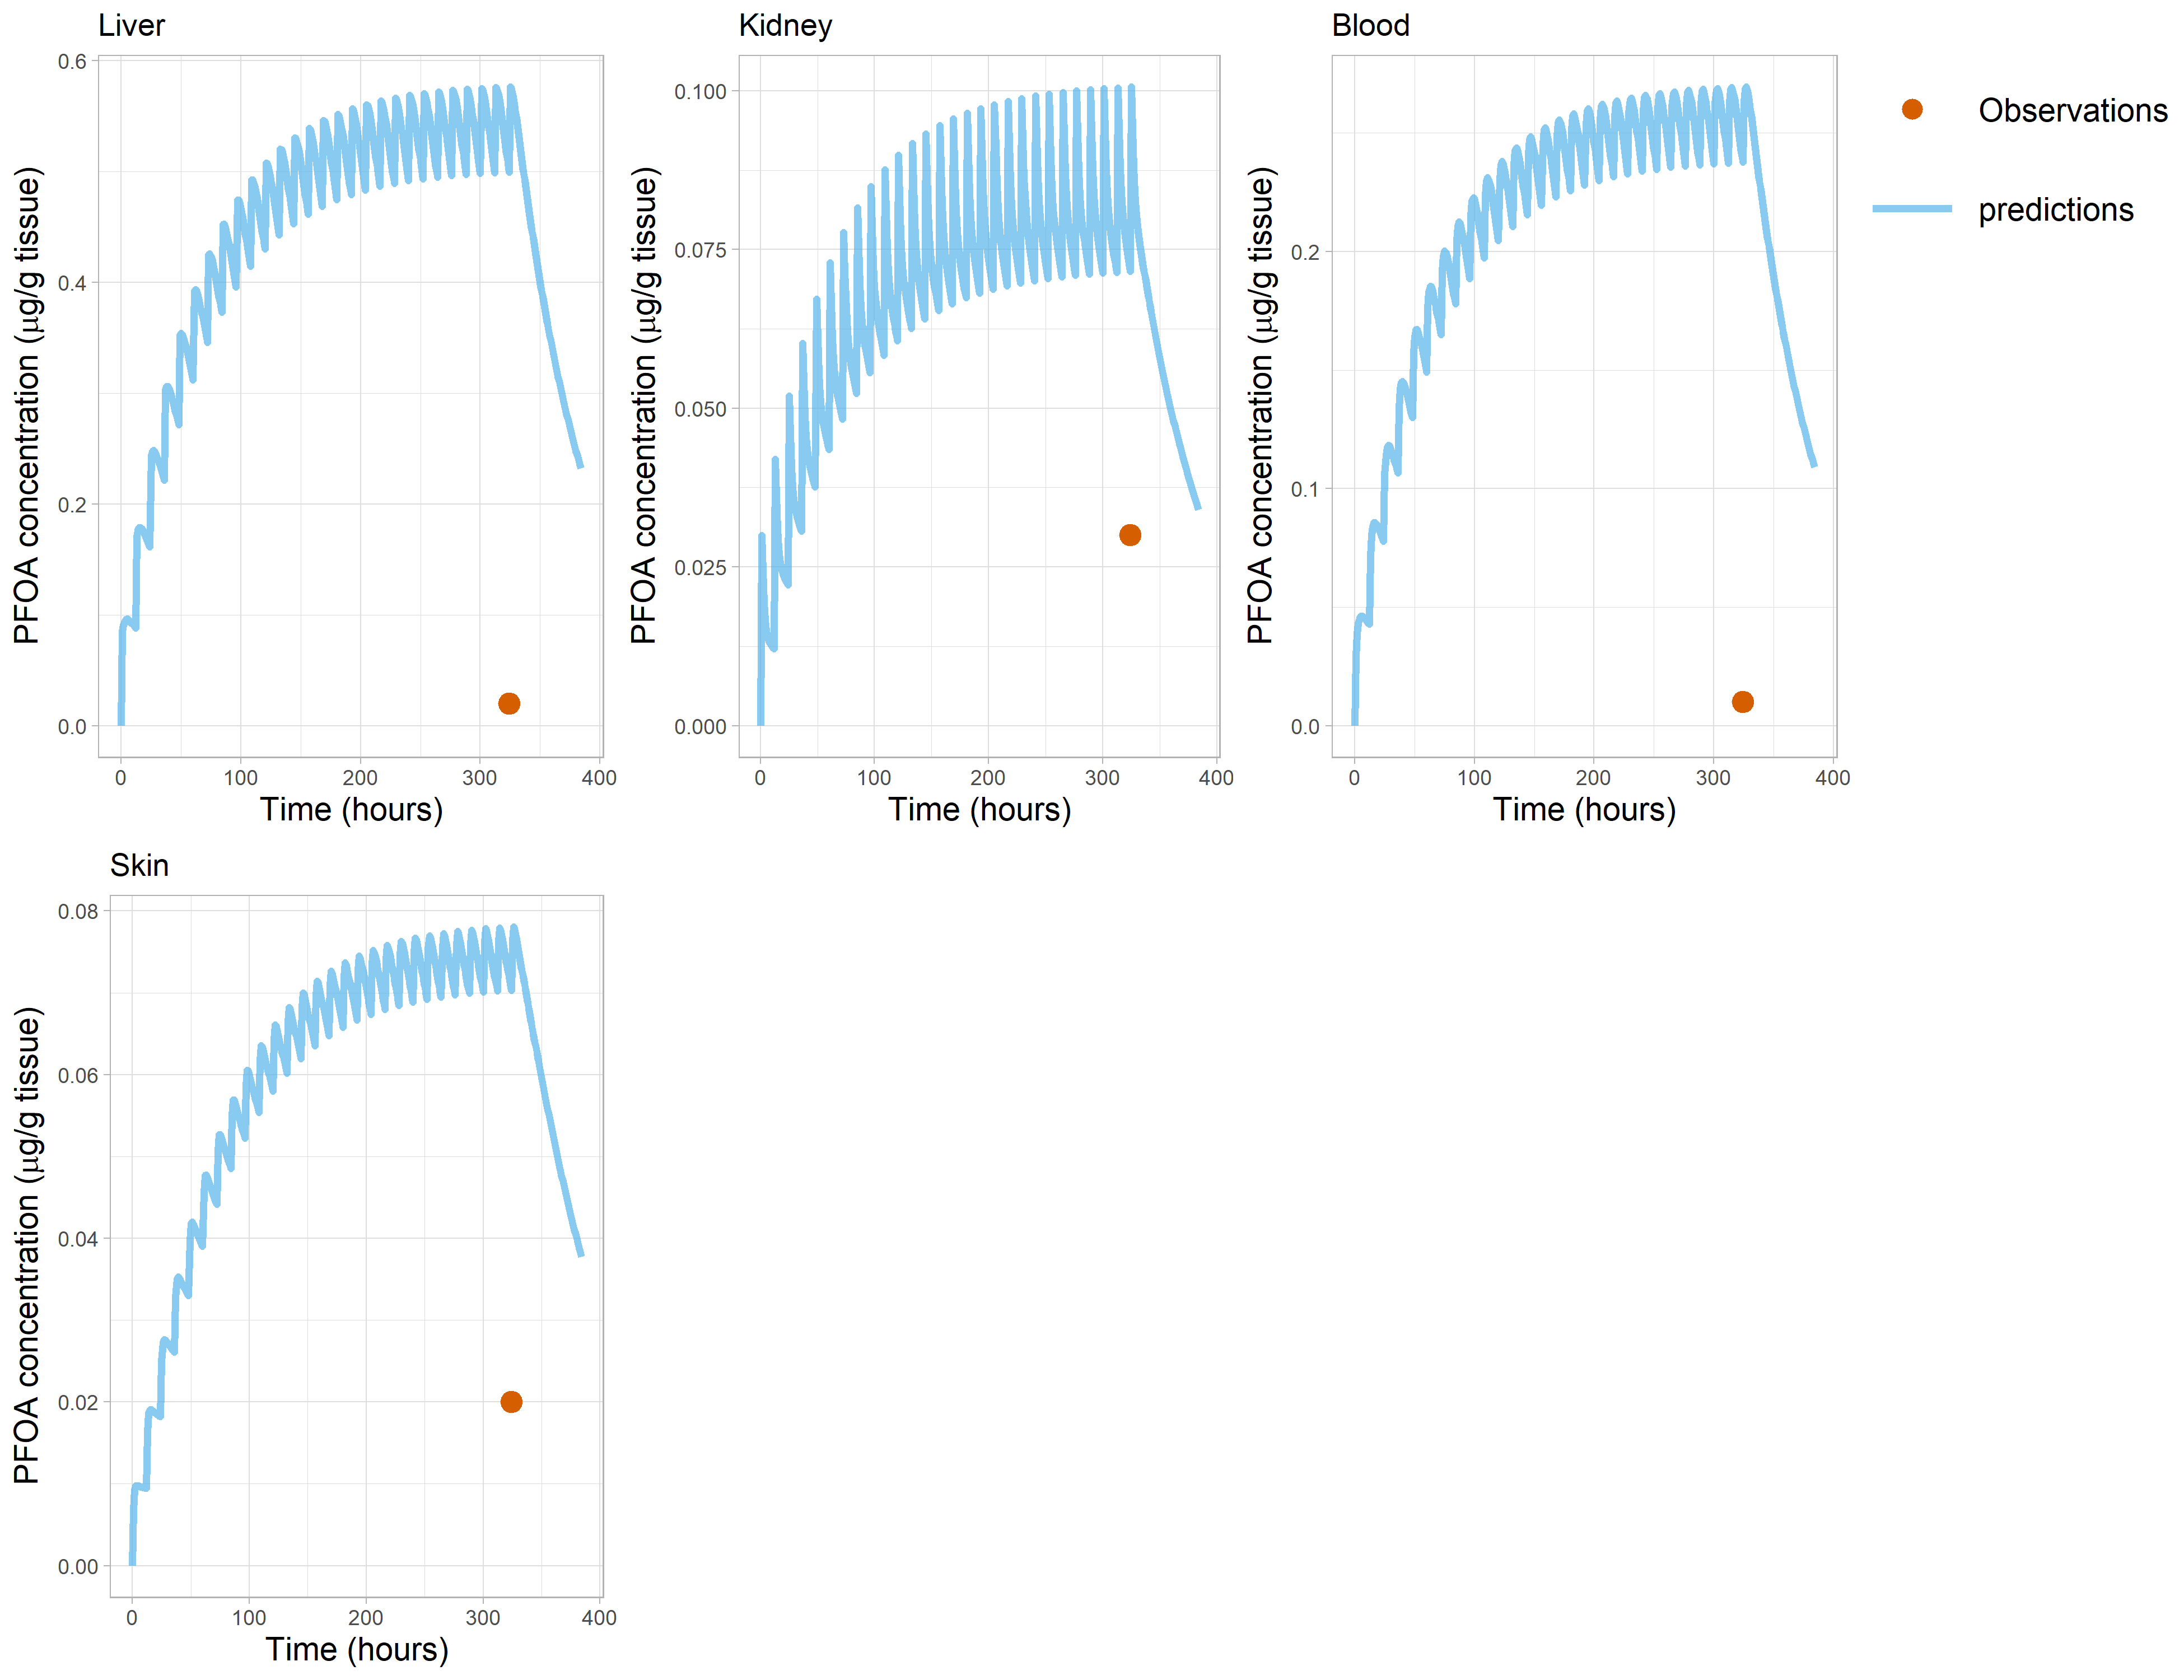 Liver
PFOA concentration (μg/g tissue)
0.6
0.4
0.2
0.0
0 100 200 300 400
Time (hours)
Kidney
PFOA concentration (μg/g tissue)
0.100
0.075
0.050
0.025
0.000
0 100 200 300 400
Time (hours)
Blood
PFOA concentration (μg/g tissue)
0.2
0.1
0.0
0 100 200 300 400
Time (hours)
Observations
predictions
Skin
PFOA concentration (μg/g tissue)
0.08
0.06
0.04
0.02
0.00
0 100 200 300 400
Time (hours)